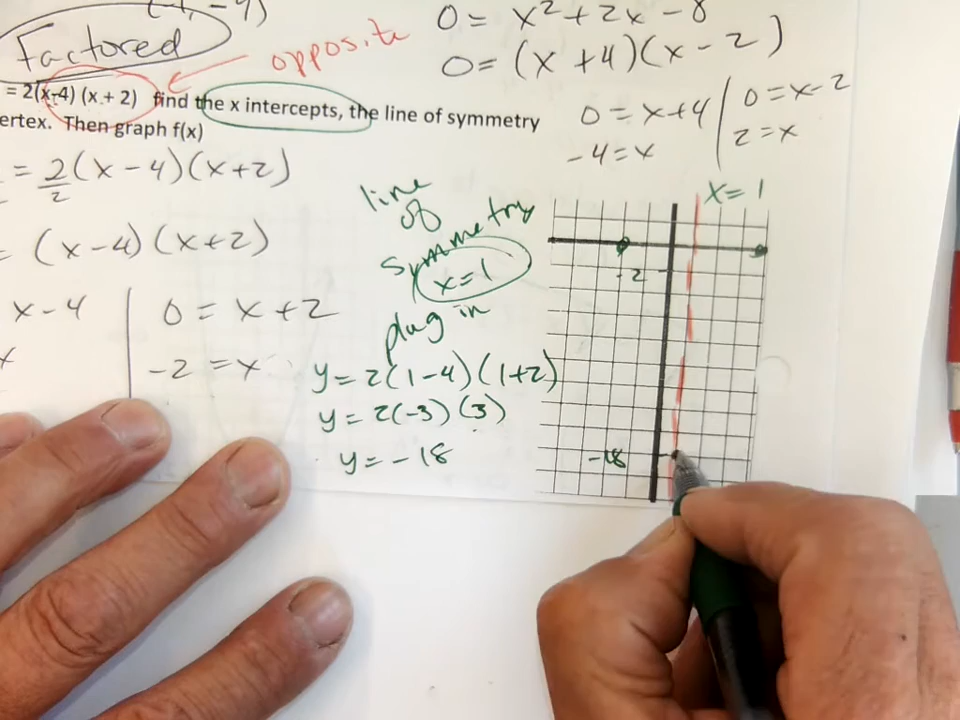 -4)
0 = x² + 2x - 8
Factored
opposite
0 = (x + 4)(x - 2)
= 2(x-4) (x + 2) find the x intercepts, the line of symmetry
ertex. Then graph f(x)
0 = x+4 | 0 = x-2
-4 = x | 2 = x
= 2(x-4)(x+2)
2
line
of
symmetry
x=1
x=1
= (x-4)(x+2)
-2
x-4 | 0 = x+2
x | -2 = x
plug in
y = 2(1-4)(1+2)
y = 2(-3)(3)
y = -18
-18